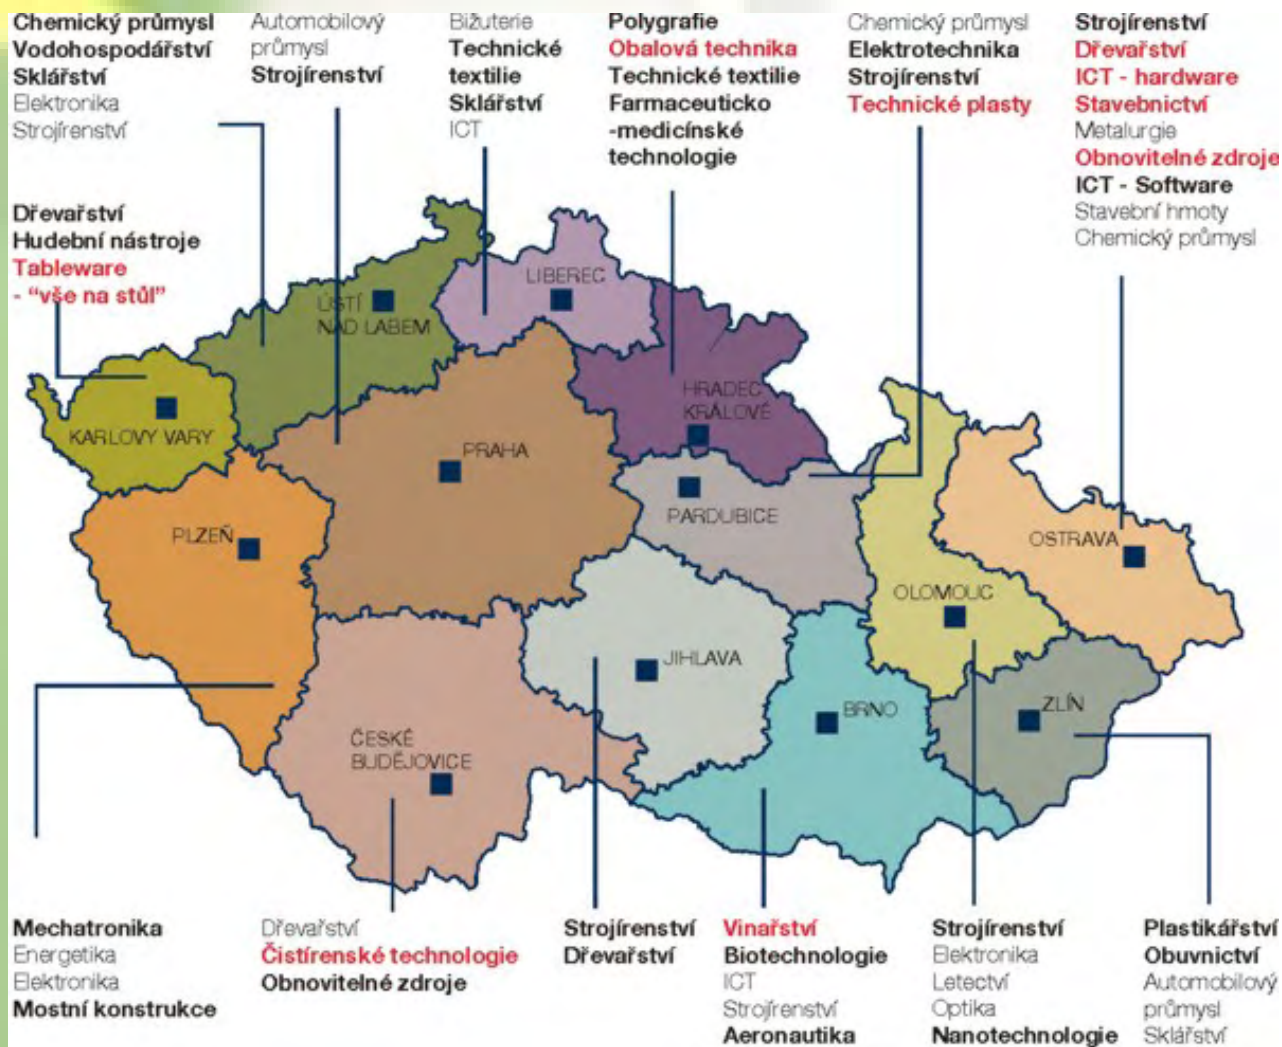 Chemický průmysl
Vodohospodářství
Sklářství
Elektronika
Strojírenství
Automobilový
průmysl
Strojírenství
Bižuterie
Technické
textilie
Sklářství
ICT
Polygrafie
Obalová technika
Technické textilie
Farmaceuticko
-medicínské
technologie
Chemický průmysl
Elektrotechnika
Strojírenství
Technické plasty
Strojírenství
Dřevařství
ICT - hardware
Stavebnictví
Metalurgie
Obnovitelné zdroje
ICT - Software
Stavební hmoty
Chemický průmysl
Dřevařství
Hudební nástroje
Tableware
- “vše na stůl”
ÚSTÍ
NAD LABEM
LIBEREC
KARLOVY VARY
PRAHA
HRADEC
KRÁLOVÉ
PARDUBICE
PLZEŇ
OLOMOUC
OSTRAVA
JIHLAVA
BRNO
ZLÍN
ČESKÉ
BUDĚJOVICE
Mechatronika
Energetika
Elektronika
Mostní konstrukce
Dřevařství
Čistírenské technologie
Obnovitelné zdroje
Strojírenství
Dřevařství
Vinařství
Biotechnologie
ICT
Strojírenství
Aeronautika
Strojírenství
Elektronika
Letectví
Optika
Nanotechnologie
Plastikářství
Obuvnictví
Automobilový
průmysl
Sklářství